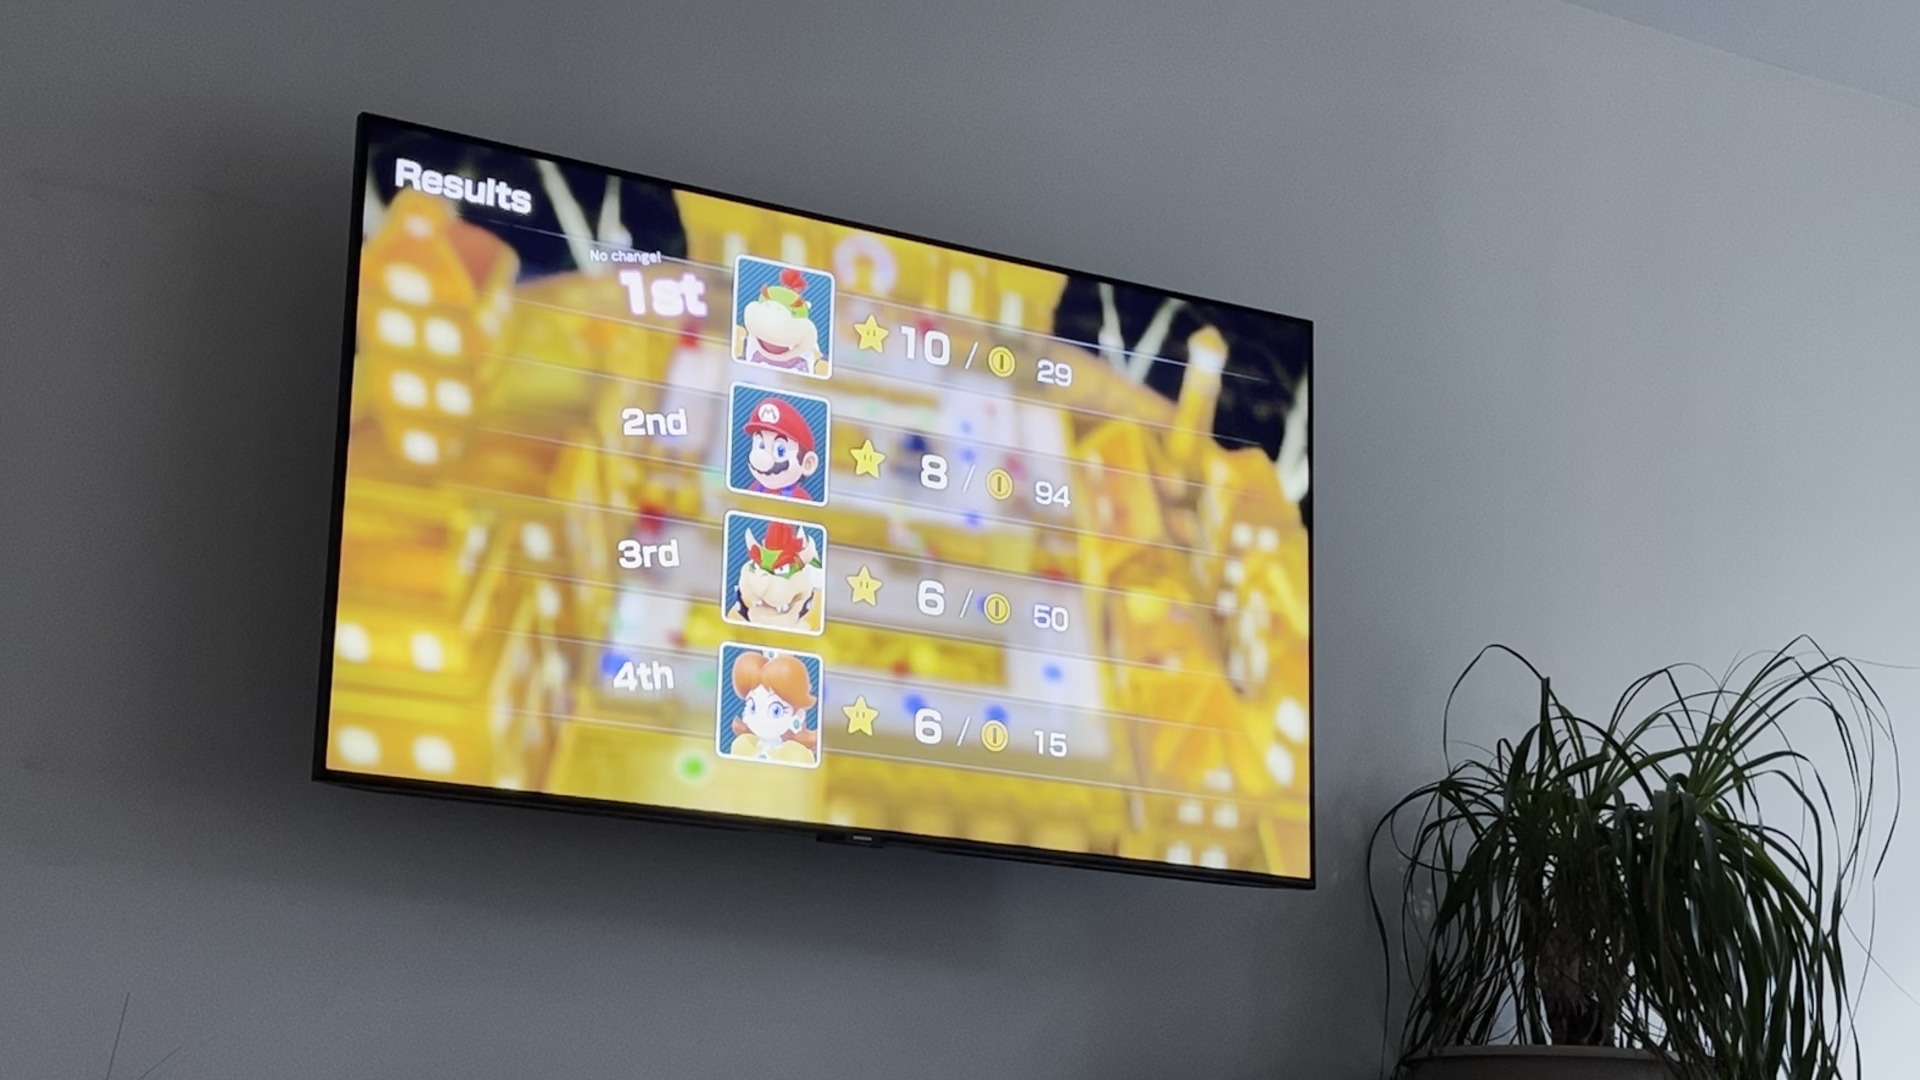 Results
No change!
1st 10 / 29
2nd 8 / 94
3rd 6 / 50
4th 6 / 15